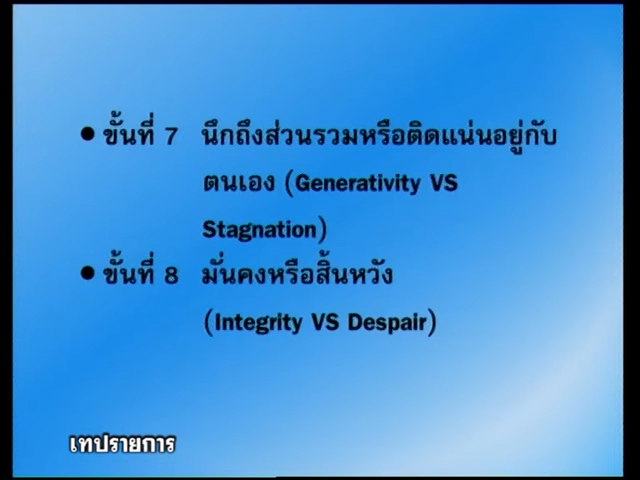 ● ขั้นที่ 7 นึกถึงส่วนรวมหรือติดแน่นอยู่กับ
ตนเอง (Generativity VS
Stagnation)
● ขั้นที่ 8 มั่นคงหรือสิ้นหวัง
(Integrity VS Despair)
เทปรายการ